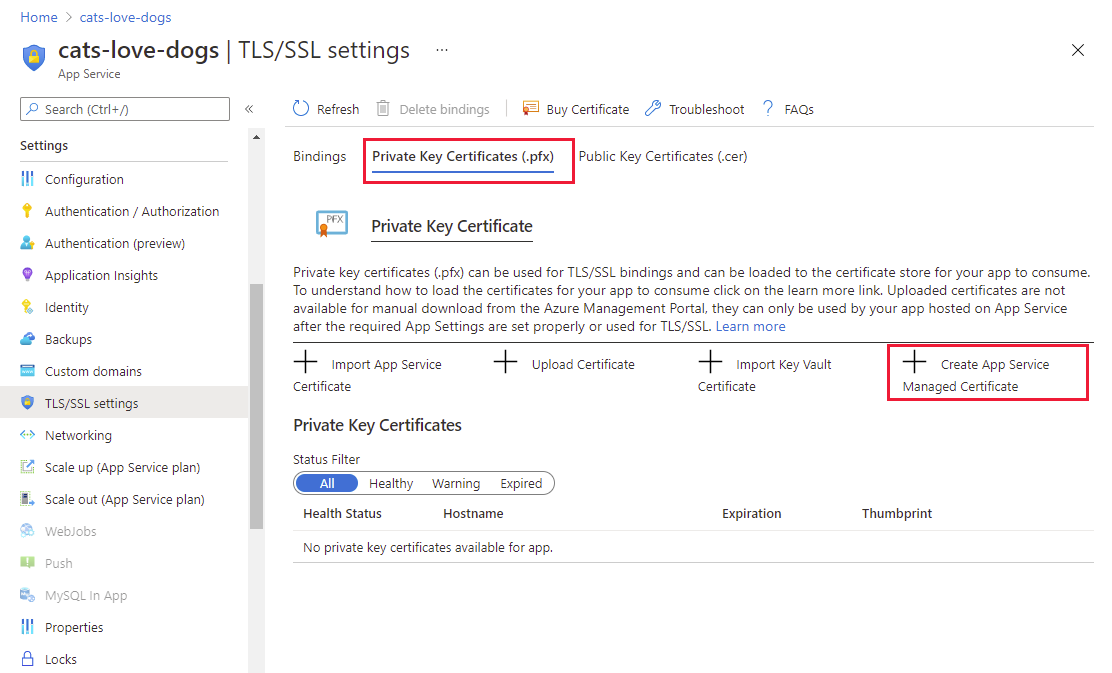 Home > cats-love-dogs
cats-love-dogs | TLS/SSL settings ...
App Service
Search (Ctrl+/)
«
Settings
Configuration
Authentication / Authorization
Authentication (preview)
Application Insights
Identity
Backups
Custom domains
TLS/SSL settings
Networking
Scale up (App Service plan)
Scale out (App Service plan)
WebJobs
Push
MySQL In App
Properties
Locks
Refresh Delete bindings Buy Certificate Troubleshoot ? FAQs
Bindings Private Key Certificates (.pfx) Public Key Certificates (.cer)
PFX
Private Key Certificate
Private key certificates (.pfx) can be used for TLS/SSL bindings and can be loaded to the certificate store for your app to consume.
To understand how to load the certificates for your app to consume click on the learn more link. Uploaded certificates are not
available for manual download from the Azure Management Portal, they can only be used by your app hosted on App Service
after the required App Settings are set properly or used for TLS/SSL. Learn more
Import App Service
Certificate
Upload Certificate
Import Key Vault
Certificate
Create App Service
Managed Certificate
Private Key Certificates
Status Filter
All Healthy Warning Expired
Health Status Hostname Expiration Thumbprint
No private key certificates available for app.